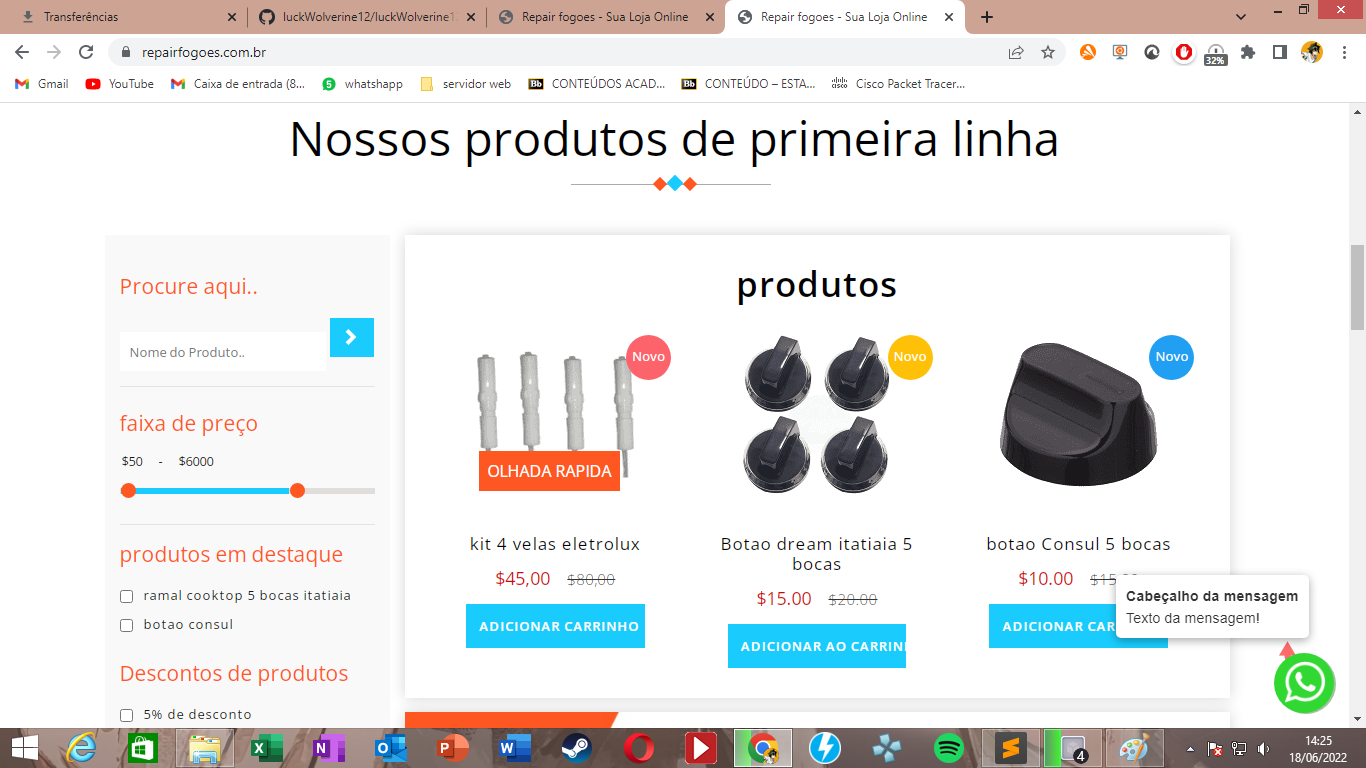 Transferências
luckWolverine12/luckWolverine1
Repair fogoes - Sua Loja Online
Repair fogoes - Sua Loja Online
repairfogoes.com.br
32%
Gmail
YouTube
Caixa de entrada (8...
5
whatshapp
servidor web
Bb
CONTEÚDOS ACAD...
Bb
CONTEÚDO – ESTA...
cisco
Cisco Packet Tracer...
Nossos produtos de primeira linha
Procure aqui..
Nome do Produto..
faixa de preço
$50 - $6000
produtos em destaque
ramal cooktop 5 bocas itatiaia
botao consul
Descontos de produtos
5% de desconto
produtos
Novo
OLHADA RAPIDA
kit 4 velas eletrolux
$45,00 $80,00
ADICIONAR CARRINHO
Novo
Botao dream itatiaia 5
bocas
$15.00 $20.00
ADICIONAR AO CARRIN
Novo
botao Consul 5 bocas
$10.00 $15.00
ADICIONAR CAR
Cabeçalho da mensagem
Texto da mensagem!
4
14:25
18/06/2022